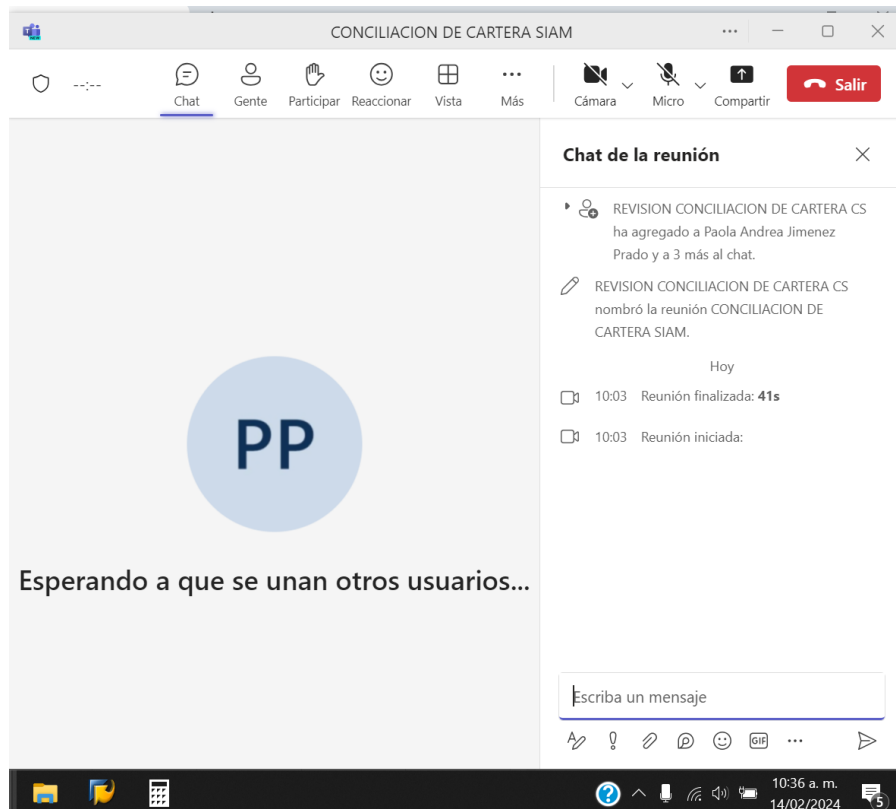 CONCILIACION DE CARTERA SIAM
--:--
Chat
Gente
Participar
Reaccionar
Vista
Más
Cámara
Micro
Compartir
Salir
Chat de la reunión
REVISION CONCILIACION DE CARTERA CS
ha agregado a Paola Andrea Jimenez
Prado y a 3 más al chat.
REVISION CONCILIACION DE CARTERA CS
nombró la reunión CONCILIACION DE
CARTERA SIAM.
Hoy
10:03 Reunión finalizada: 41s
10:03 Reunión iniciada:
PP
Esperando a que se unan otros usuarios...
Escriba un mensaje
GIF
10:36 a. m.
14/02/2024
5